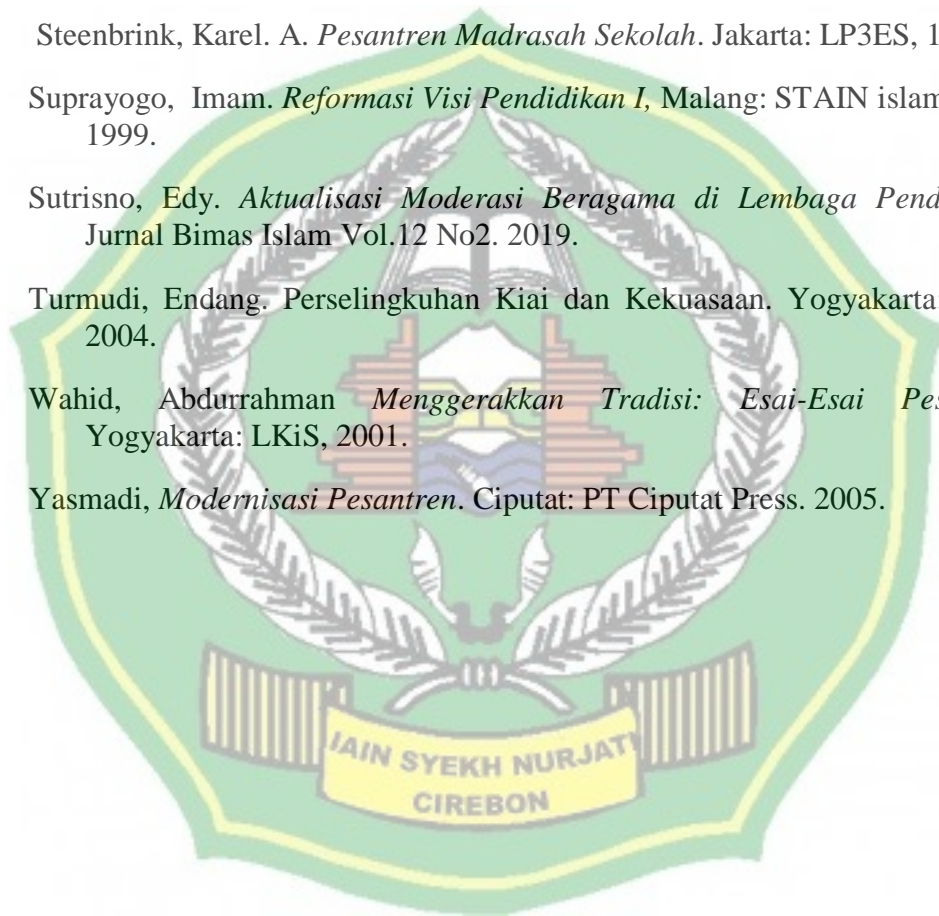 Steenbrink, Karel. A. Pesantren Madrasah Sekolah. Jakarta: LP3ES, 1
Suprayogo, Imam. Reformasi Visi Pendidikan I, Malang: STAIN islam
1999.
Sutrisno, Edy. Aktualisasi Moderasi Beragama di Lembaga Pend
Jurnal Bimas Islam Vol.12 No2. 2019.
Turmudi, Endang. Perselingkuhan Kiai dan Kekuasaan. Yogyakarta
2004.
Wahid, Abdurrahman Menggerakkan Tradisi: Esai-Esai Pes
Yogyakarta: LKiS, 2001.
Yasmadi, Modernisasi Pesantren. Ciputat: PT Ciputat Press. 2005.
IAIN SYEKH NURJATI
CIREBON